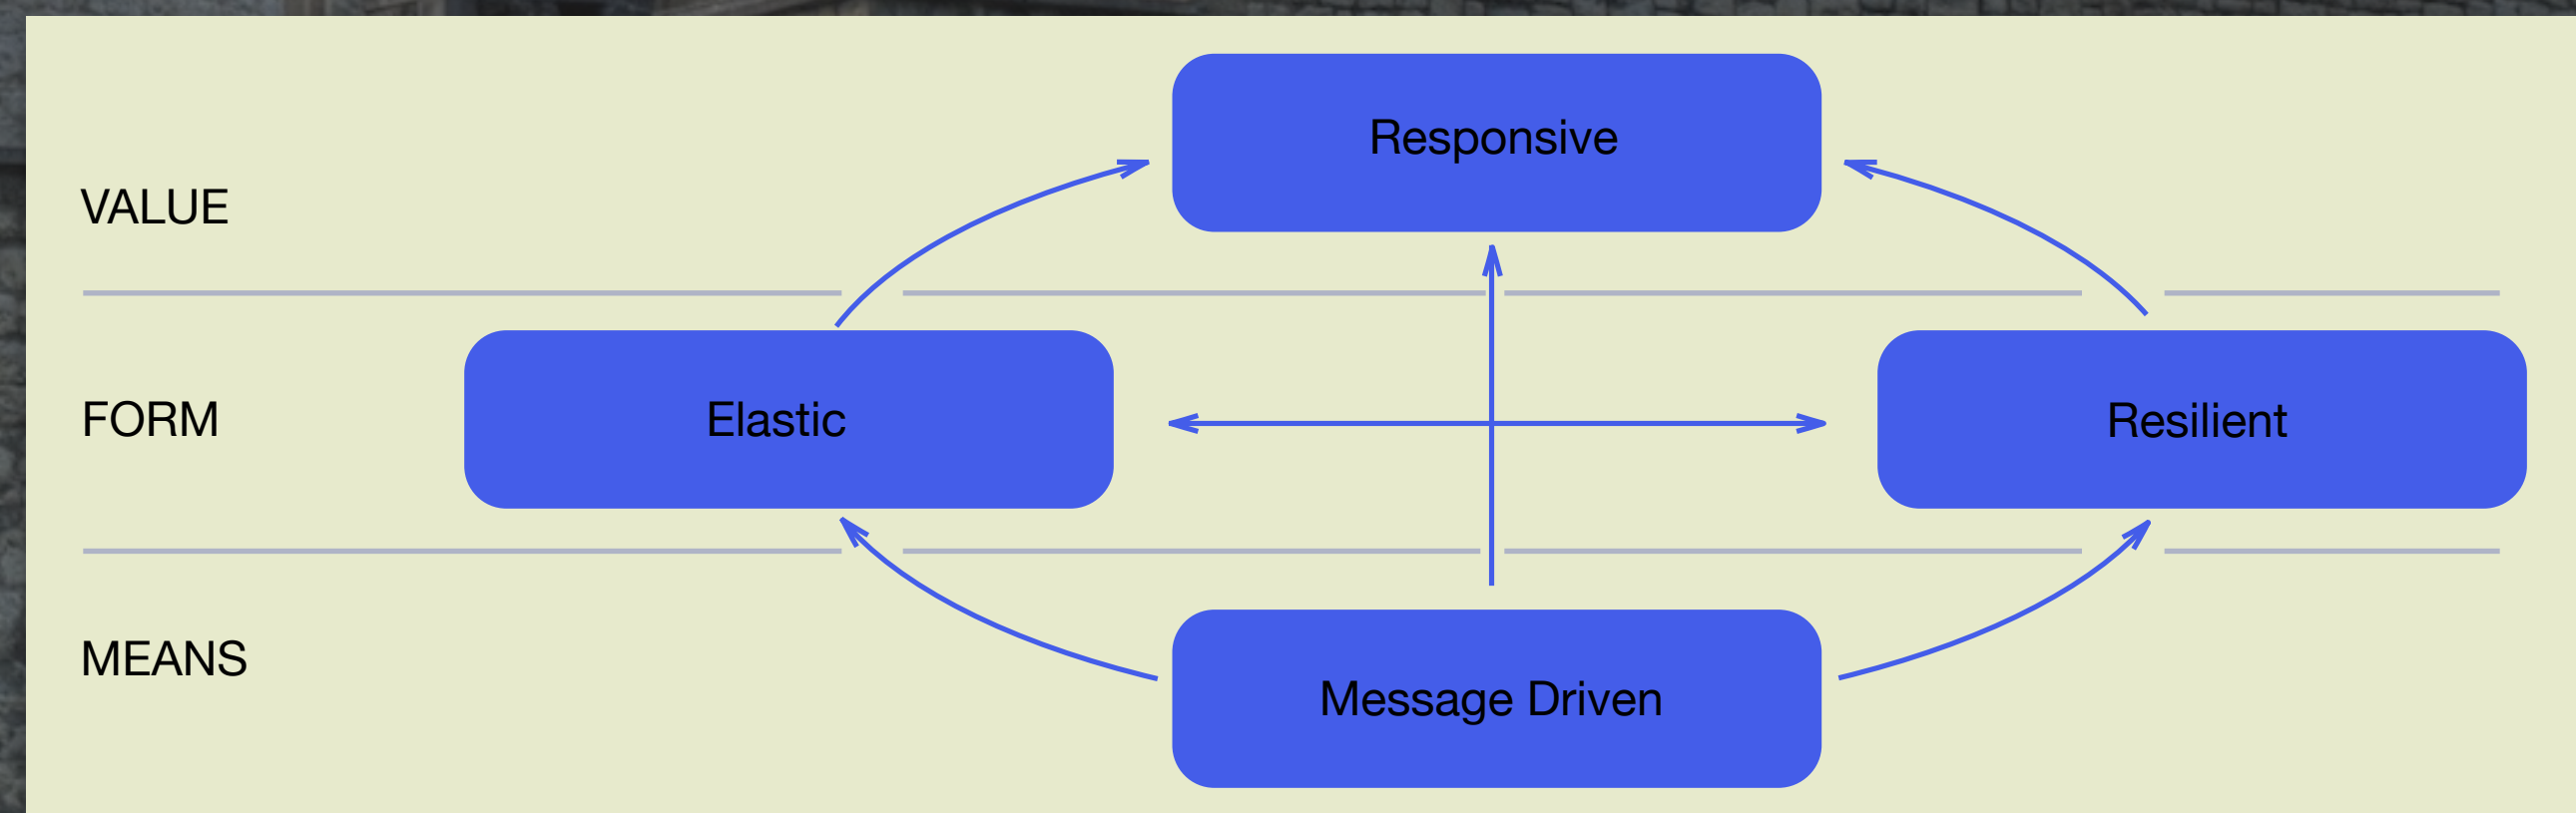 Responsive
VALUE
FORM
Elastic
Resilient
MEANS
Message Driven